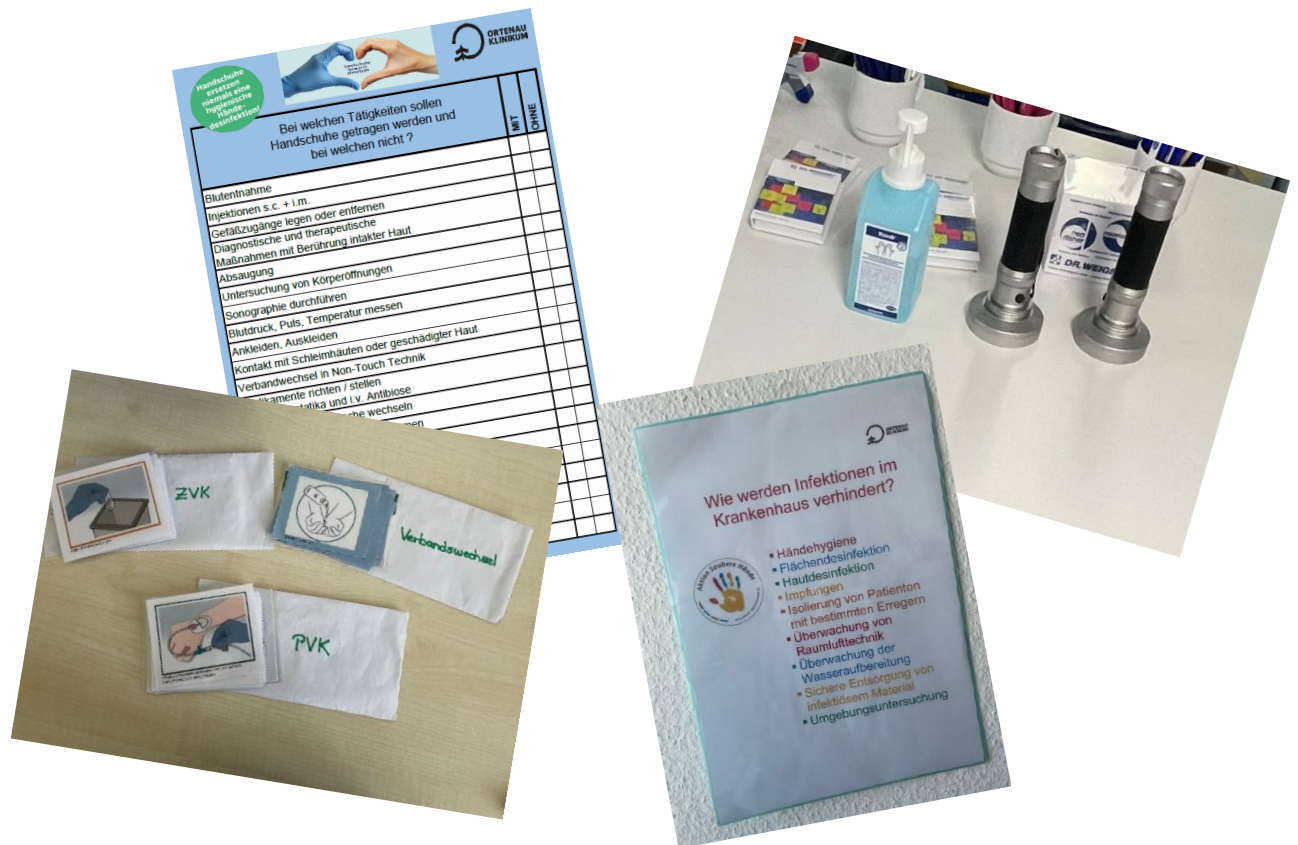 Handschuhe
ersetzen
niemals eine
hygienische
Hände-
desinfektion!
ORTENAU
KLINIKUM
Bei welchen Tätigkeiten sollen
Handschuhe getragen werden und
bei welchen nicht ?
MIT
OHNE
Blutentnahme
Injektionen s.c. + i.m.
Gefäßzugänge legen oder entfernen
Diagnostische und therapeutische
Maßnahmen mit Berührung intakter Haut
Absaugung
Untersuchung von Körperöffnungen
Sonographie durchführen
Blutdruck, Puls, Temperatur messen
Ankleiden, Auskleiden
Kontakt mit Schleimhäuten oder geschädigter Haut
Verbandwechsel in Non-Touch Technik
ikamente richten / stellen
tatika und i.v. Antibiose
che wechseln
DR. WEIG
ZVK
Verbandswechsel
PVK
ORTENAU
KLINIKUM
Wie werden Infektionen im
Krankenhaus verhindert?
Aktion Saubere Hände
▪ Händehygiene
▪ Flächendesinfektion
▪ Hautdesinfektion
▪ Impfungen
▪ Isolierung von Patienten
mit bestimmten Erregern
▪ Überwachung von
Raumlufttechnik
▪ Überwachung der
Wasseraufbereitung
▪ Sichere Entsorgung von
infektiösem Material
▪ Umgebungsuntersuchung